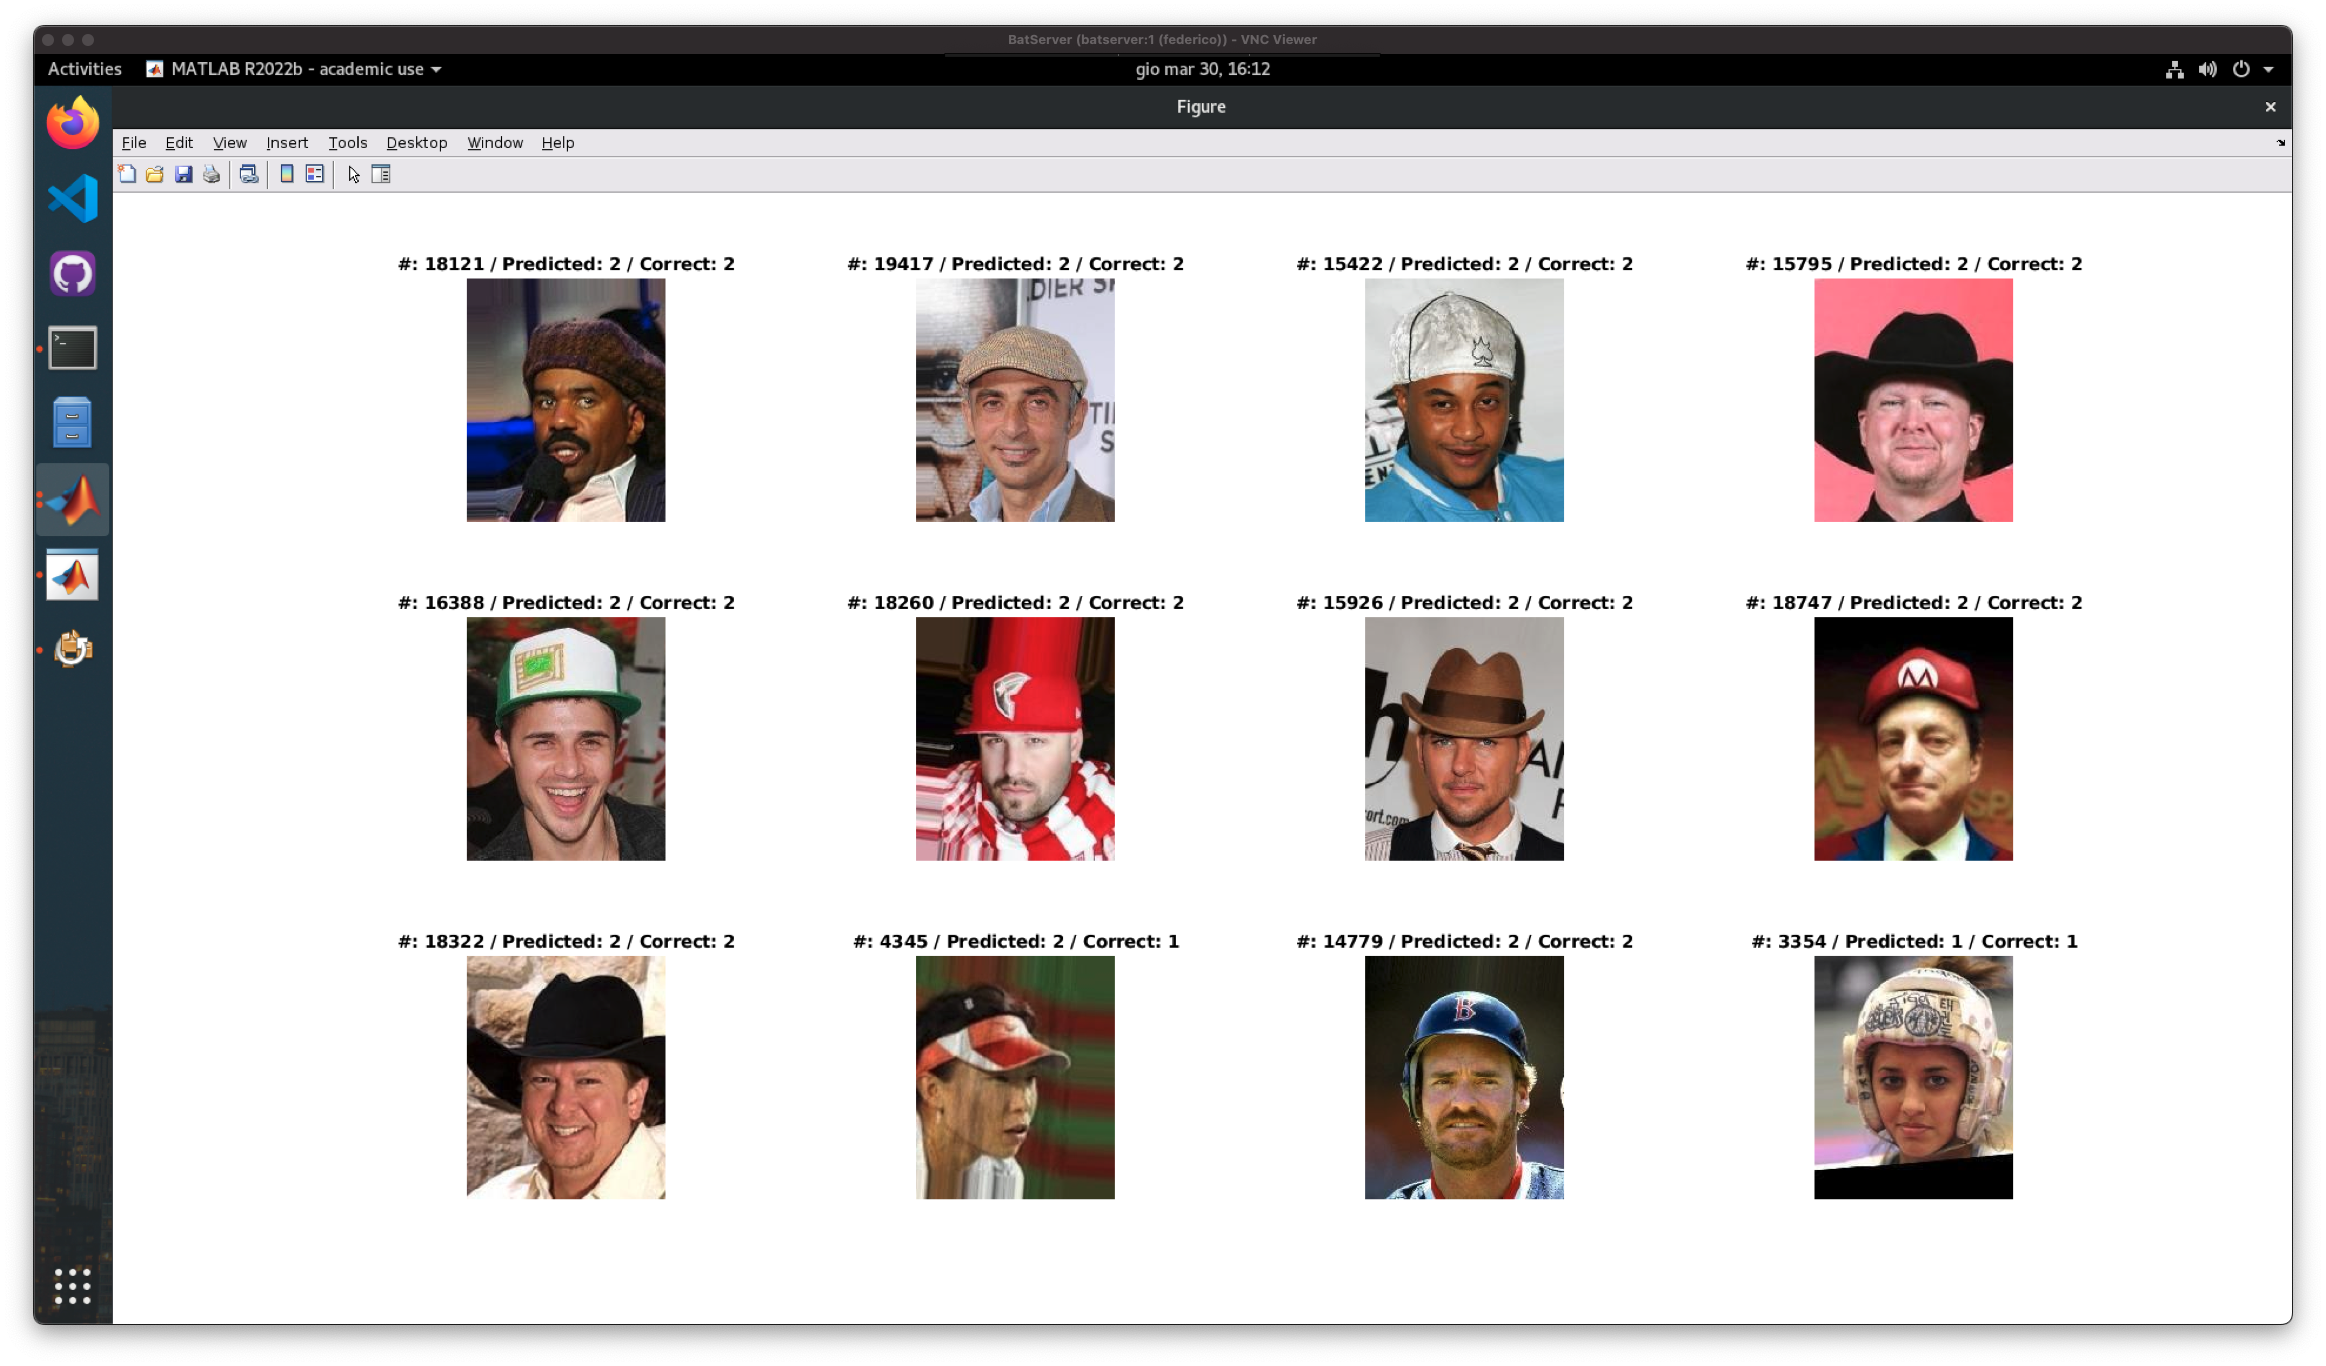 BatServer (batserver:1 (federico)) - VNC Viewer
Activities MATLAB R2022b - academic use gio mar 30, 16:12
Figure
File Edit View Insert Tools Desktop Window Help
#: 18121 / Predicted: 2 / Correct: 2 #: 19417 / Predicted: 2 / Correct: 2 #: 15422 / Predicted: 2 / Correct: 2 #: 15795 / Predicted: 2 / Correct: 2
#: 16388 / Predicted: 2 / Correct: 2 #: 18260 / Predicted: 2 / Correct: 2 #: 15926 / Predicted: 2 / Correct: 2 #: 18747 / Predicted: 2 / Correct: 2
M
ort.com
#: 18322 / Predicted: 2 / Correct: 2 #: 4345 / Predicted: 2 / Correct: 1 #: 14779 / Predicted: 2 / Correct: 2 #: 3354 / Predicted: 1 / Correct: 1
B